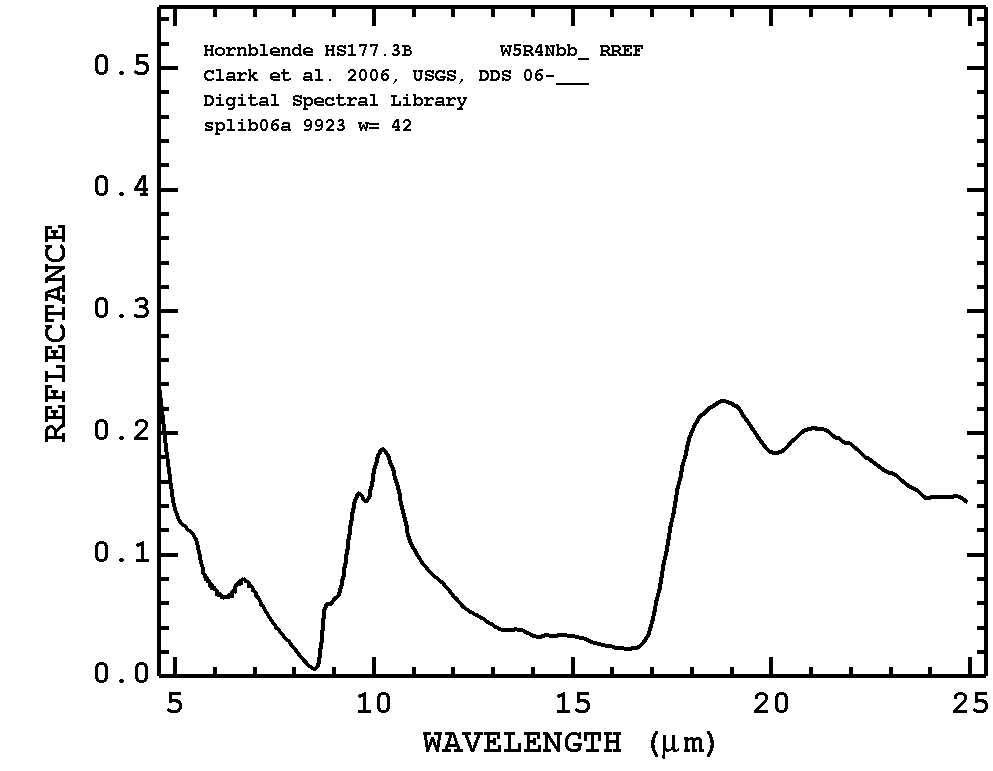 Hornblende HS177.3B W5R4Nbb_ RREF
Clark et al. 2006, USGS, DDS 06-___
Digital Spectral Library
splib06a 9923 w= 42
REFLECTANCE
0.5
0.4
0.3
0.2
0.1
0.0
5 10 15 20 25
WAVELENGTH (μm)